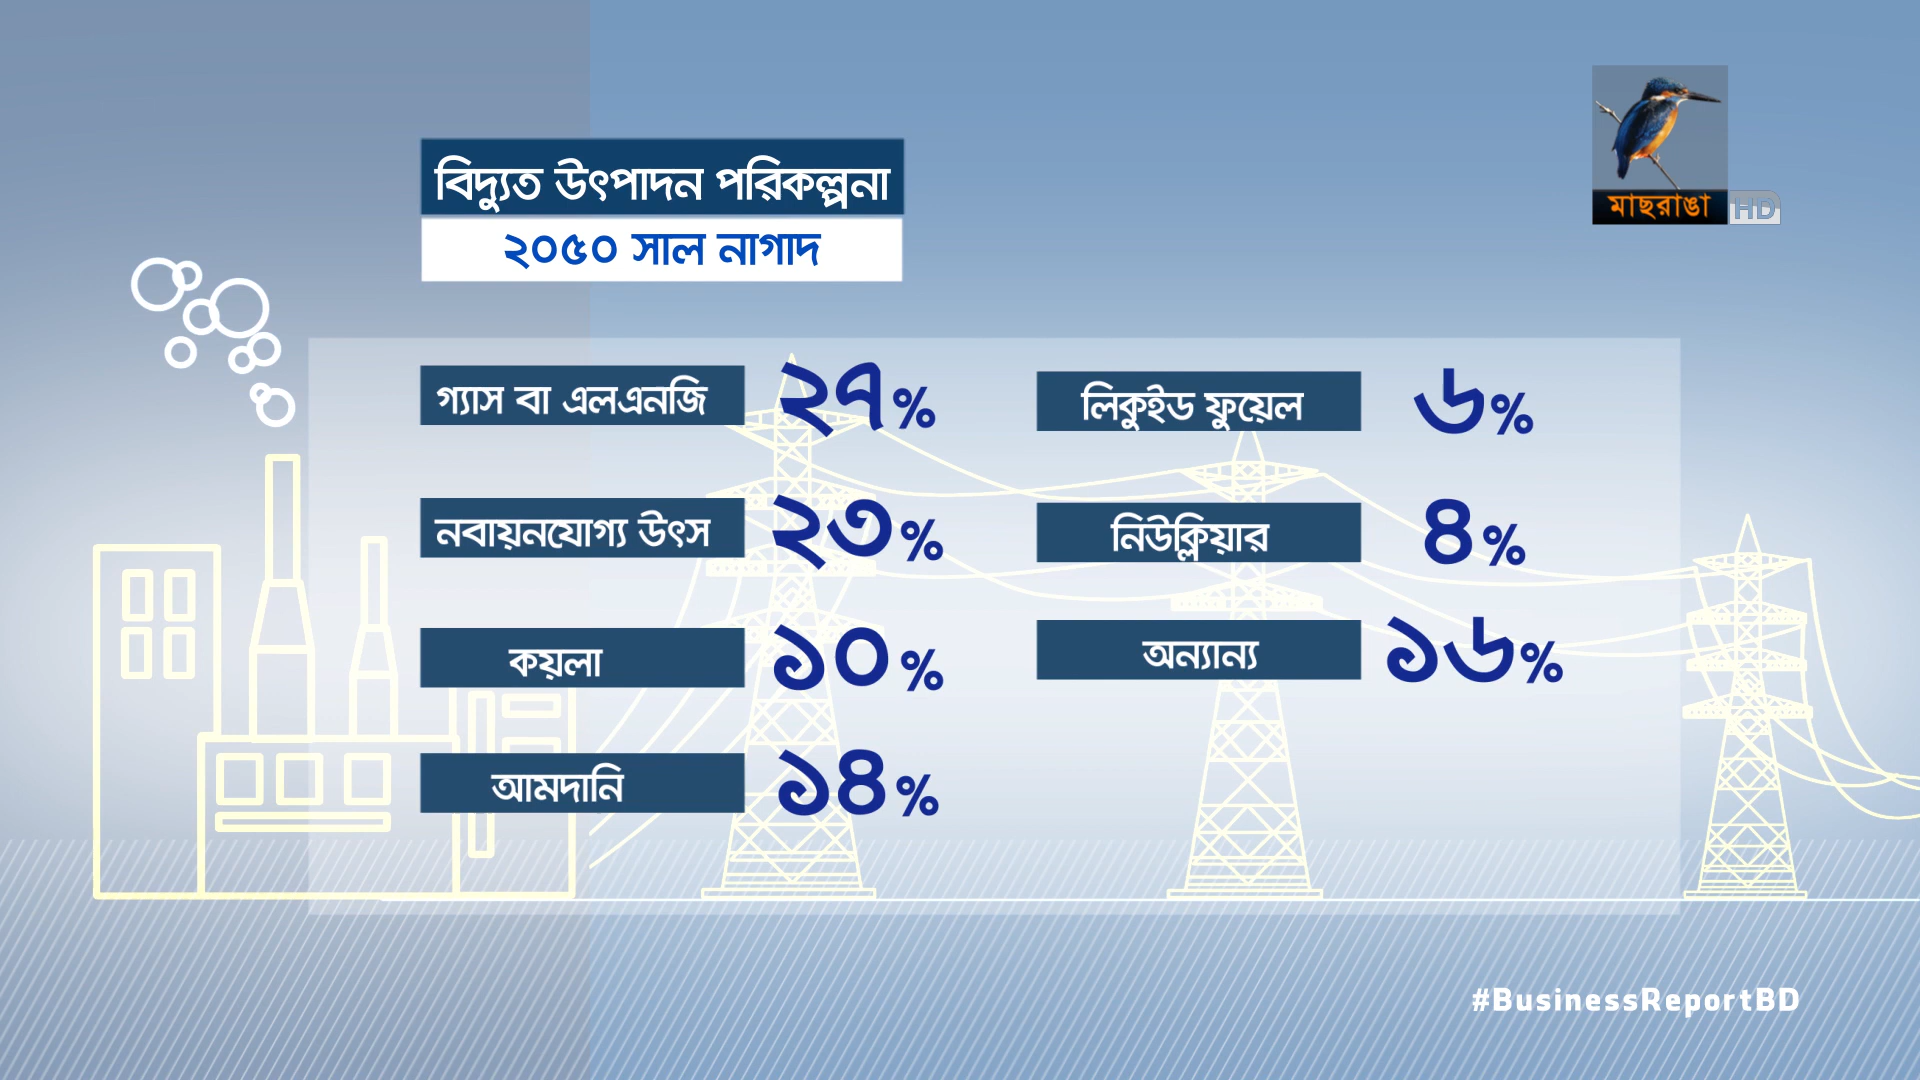 বিদ্যুত উৎপাদন পরিকল্পনা
২০৫০ সাল নাগাদ
মাছরাঙা HD
গ্যাস বা এলএনজি ২৭%
নবায়নযোগ্য উৎস ২৩%
কয়লা ১০%
আমদানি ১৪%
লিকুইড ফুয়েল ৬%
নিউক্লিয়ার ৪%
অন্যান্য ১৬%
#BusinessReportBD